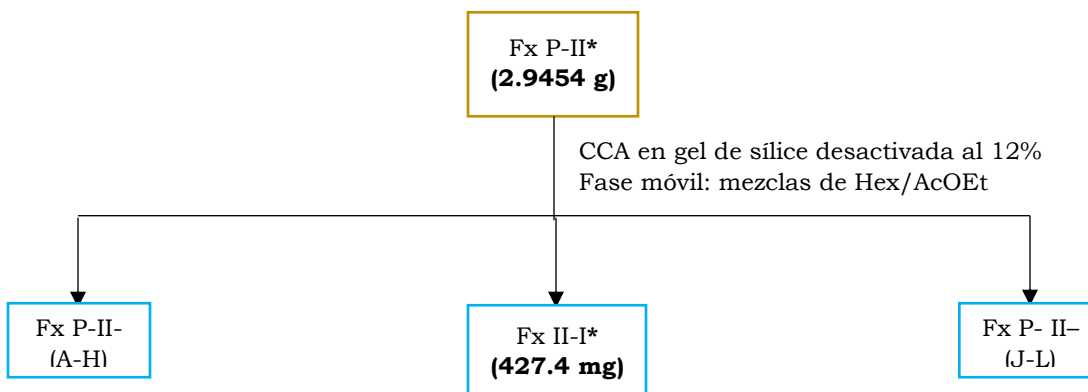 Fx P-II*
(2.9454 g)
CCA en gel de sílice desactivada al 12%
Fase móvil: mezclas de Hex/AcOEt
Fx P-II-
(A-H)
Fx II-I*
(427.4 mg)
Fx P- II–
(J-L)